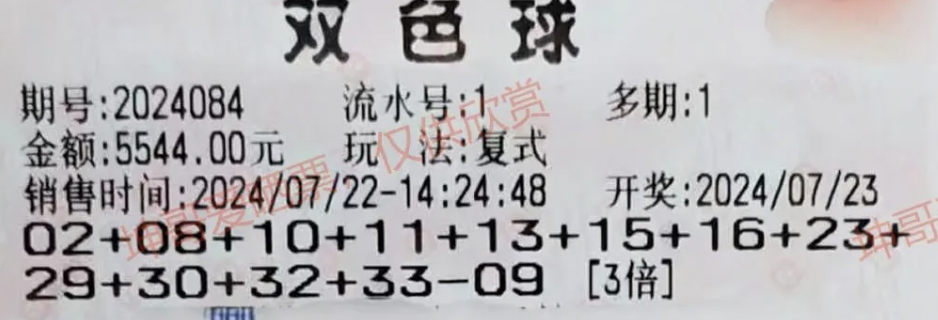 双色球
期号:2024084 流水号:1 多期:1
金额:5544.00元 玩 法:复式
销售时间:2024/07/22-14:24:48 开奖:2024/07/23
02+08+10+11+13+15+16+23+
29+30+32+33-09 [3倍]
坤哥爱晒票 仅供欣赏
坤哥